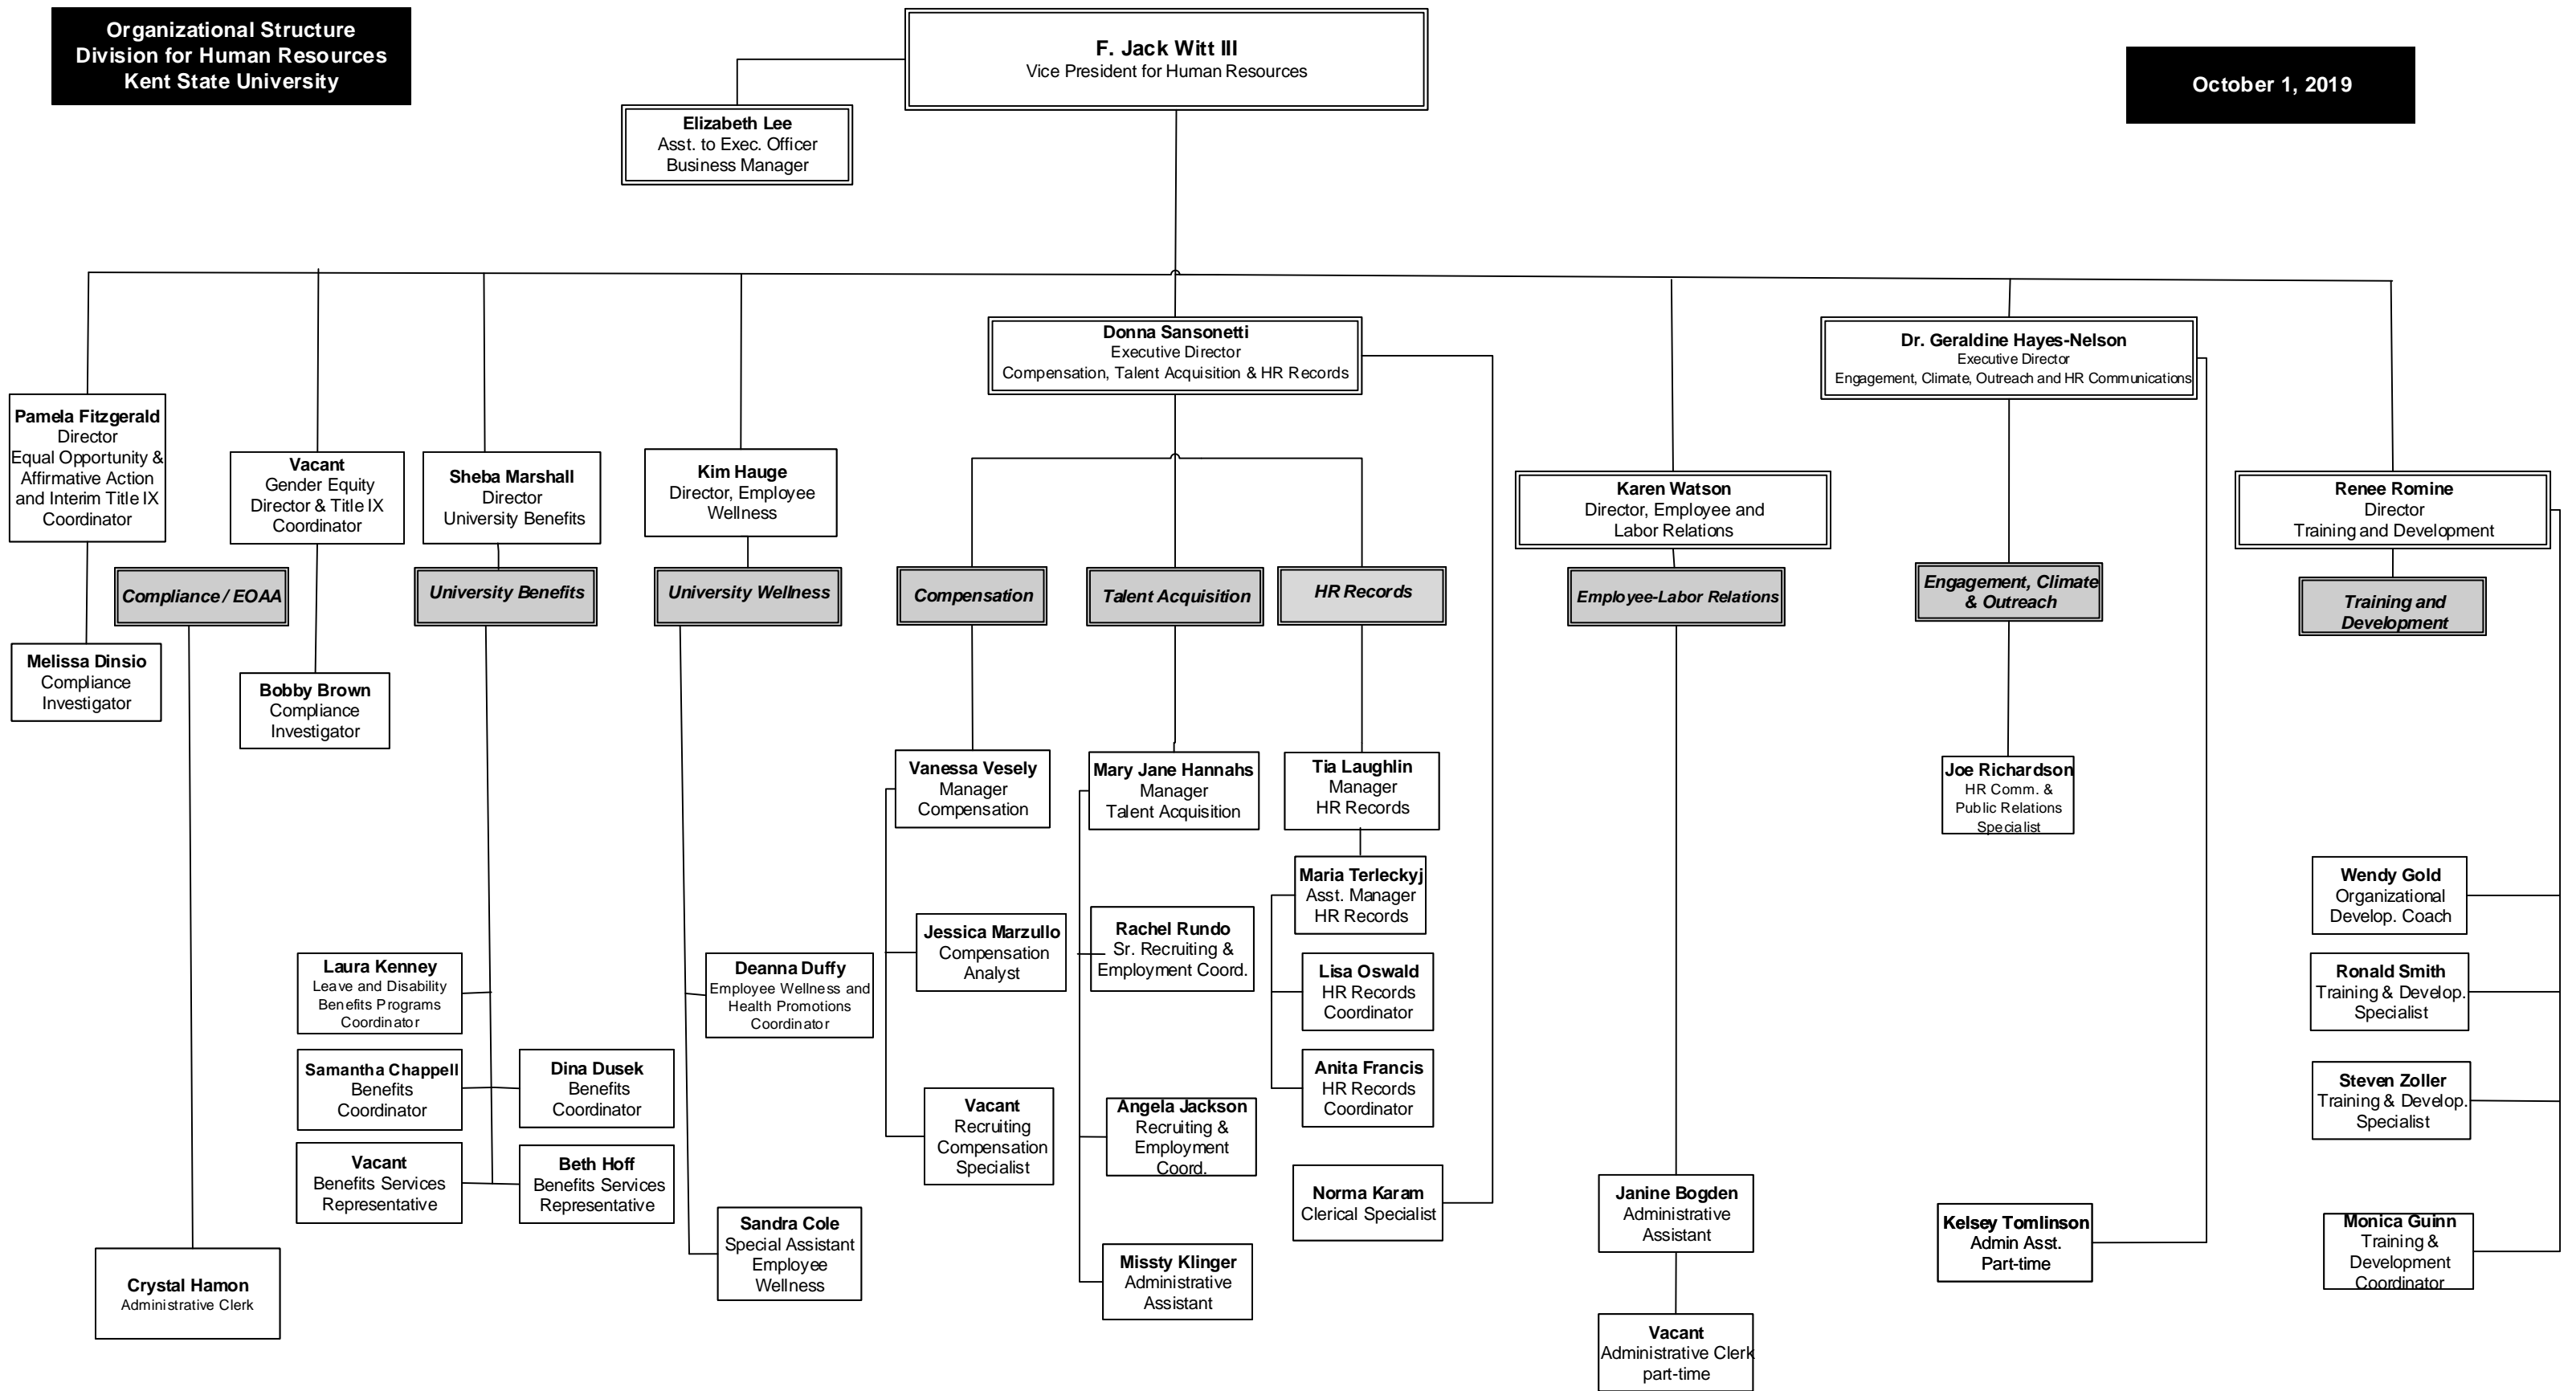 Organizational Structure
Division for Human Resources
Kent State University
F. Jack Witt III
Vice President for Human Resources
October 1, 2019
Elizabeth Lee
Asst. to Exec. Officer
Business Manager
Donna Sansonetti
Executive Director
Compensation, Talent Acquisition & HR Records
Dr. Geraldine Hayes-Nelson
Executive Director
Engagement, Climate, Outreach and HR Communications
Pamela Fitzgerald
Director
Equal Opportunity &
Affirmative Action
and Interim Title IX
Coordinator
Vacant
Gender Equity
Director & Title IX
Coordinator
Sheba Marshall
Director
University Benefits
Kim Hauge
Director, Employee
Wellness
Karen Watson
Director, Employee and
Labor Relations
Renee Romine
Director
Training and Development
Compliance / EOAA
University Benefits
University Wellness
Compensation
Talent Acquisition
HR Records
Employee-Labor Relations
Engagement, Climate
& Outreach
Training and
Development
Melissa Dinsio
Compliance
Investigator
Bobby Brown
Compliance
Investigator
Vanessa Vesely
Manager
Compensation
Mary Jane Hannahs
Manager
Talent Acquisition
Tia Laughlin
Manager
HR Records
Joe Richardson
HR Comm. &
Public Relations
Specialist
Maria Terleckyj
Asst. Manager
HR Records
Wendy Gold
Organizational
Develop. Coach
Jessica Marzullo
Compensation
Analyst
Rachel Rundo
Sr. Recruiting &
Employment Coord.
Laura Kenney
Leave and Disability
Benefits Programs
Coordinator
Deanna Duffy
Employee Wellness and
Health Promotions
Coordinator
Lisa Oswald
HR Records
Coordinator
Ronald Smith
Training & Develop.
Specialist
Samantha Chappell
Benefits
Coordinator
Dina Dusek
Benefits
Coordinator
Anita Francis
HR Records
Coordinator
Steven Zoller
Training & Develop.
Specialist
Vacant
Recruiting
Compensation
Specialist
Angela Jackson
Recruiting &
Employment
Coord.
Vacant
Benefits Services
Representative
Beth Hoff
Benefits Services
Representative
Norma Karam
Clerical Specialist
Janine Bogden
Administrative
Assistant
Kelsey Tomlinson
Admin Asst.
Part-time
Monica Guinn
Training &
Development
Coordinator
Sandra Cole
Special Assistant
Employee
Wellness
Missty Klinger
Administrative
Assistant
Crystal Hamon
Administrative Clerk
Vacant
Administrative Clerk
part-time